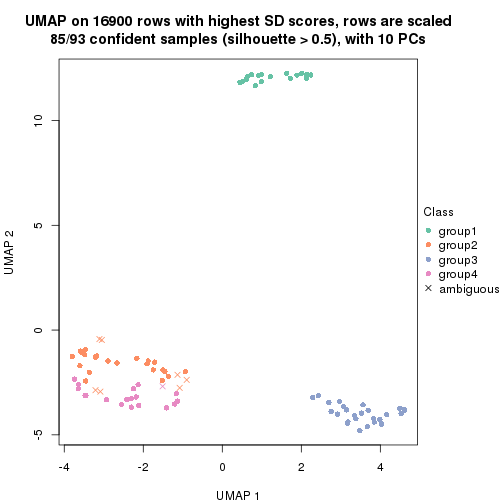 UMAP on 16900 rows with highest SD scores, rows are scaled
85/93 confident samples (silhouette > 0.5), with 10 PCs
10
5
0
-5
UMAP 2
-4
-2
0
2
4
UMAP 1
Class
group1
group2
group3
group4
ambiguous